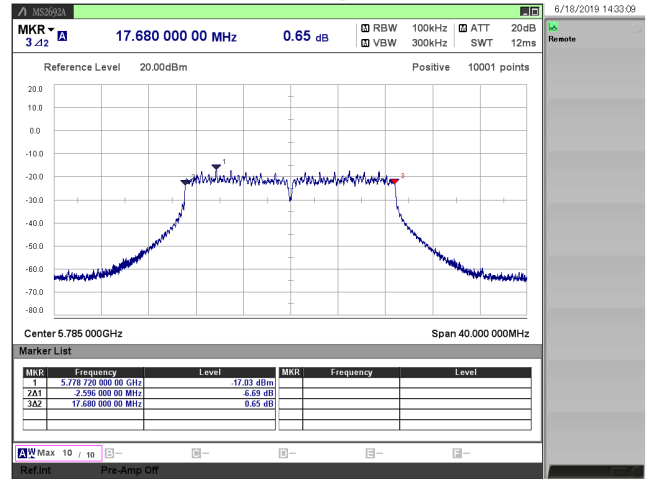 MS2692A
6/18/2019 14:33:09
MKR A 17.680 000 00 MHz 0.65 dB M RBW 100kHz M ATT 20dB
3 Δ2 M VBW 300kHz SWT 12ms
Remote
Reference Level 20.00dBm Positive 10001 points
20.0
10.0
0.0
-10.0
1
-20.0
2 3
-30.0
-40.0
-50.0
-60.0
-70.0
-80.0
Center 5.785 000GHz Span 40.000 000MHz
Marker List
MKR Frequency Level MKR Frequency Level
1 5.778 720 000 00 GHz -17.03 dBm
2Δ1 -2.596 000 00 MHz -6.69 dB
3Δ2 17.680 000 00 MHz 0.65 dB
A W Max 10 / 10 B-- C-- D-- E-- F--
Ref.Int Pre-Amp Off